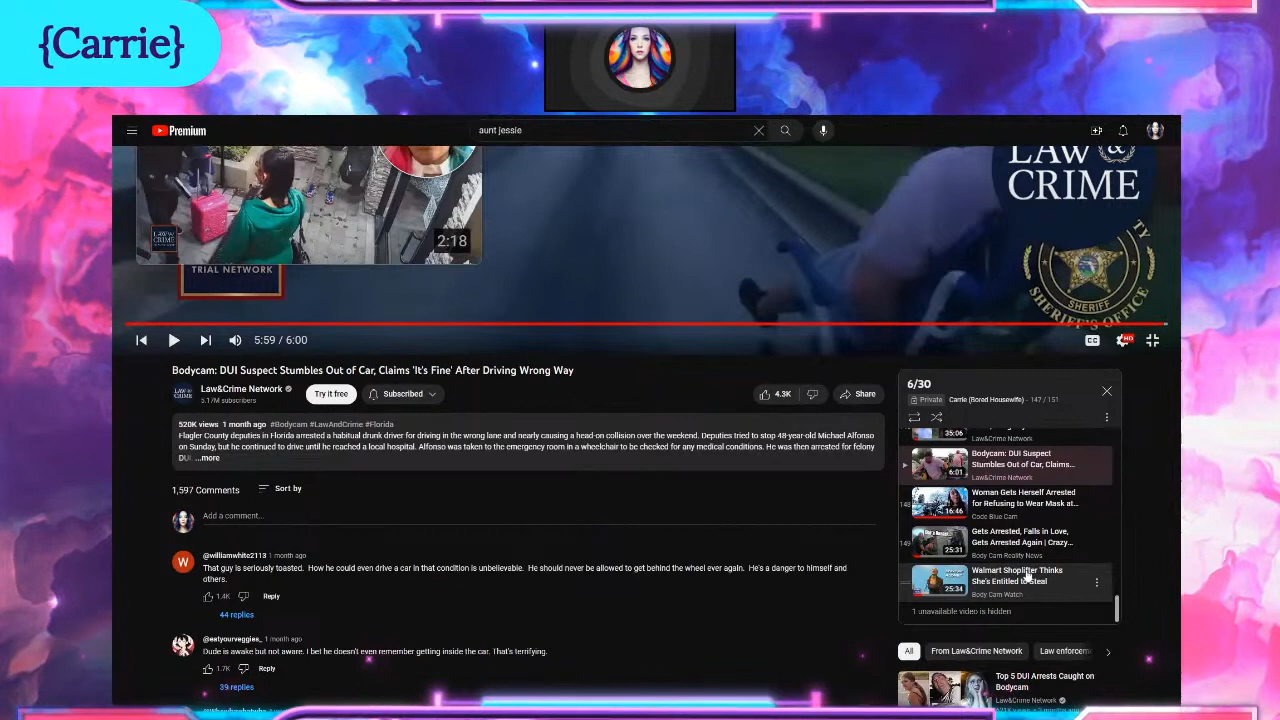 {Carrie}
Premium
aunt jessie
LAW &
CRIME
LAW &
CRIME
2:18
TRIAL NETWORK
TY
SHERIFF
SHERIFF'S OFFICE
5:59 / 6:00
CC
HD
Bodycam: DUI Suspect Stumbles Out of Car, Claims 'It's Fine' After Driving Wrong Way
Law&Crime Network
5.17M subscribers
Try it free
Subscribed
4.3K
Share
520K views 1 month ago #Bodycam #LawAndCrime #Florida
Flagler County deputies in Florida arrested a habitual drunk driver for driving in the wrong lane and nearly causing a head-on collision over the weekend. Deputies tried to stop 48-year-old Michael Alfonso
on Sunday, but he continued to drive until he reached a local hospital. Alfonso was taken to the emergency room in a wheelchair to be checked for any medical conditions. He was then arrested for felony
DUI, ...more
1,597 Comments
Sort by
Add a comment...
W
@williamwhite2113 1 month ago
That guy is seriously toasted. How he could even drive a car in that condition is unbelievable. He should never be allowed to get behind the wheel ever again. He's a danger to himself and
others.
1.4K
Reply
44 replies
@eatyourveggies_ 1 month ago
Dude is awake but not aware. I bet he doesn't even remember getting inside the car. That's terrifying.
1.7K
Reply
39 replies
6/30
Private
Carrie (Bored Housewife) - 147 / 151
35:06
Law&Crime Network
6:01
Bodycam: DUI Suspect
Stumbles Out of Car, Claims...
Law&Crime Network
148
16:46
Woman Gets Herself Arrested
for Refusing to Wear Mask at...
Code Blue Cam
149
25:31
Gets Arrested, Falls in Love,
Gets Arrested Again | Crazy...
Body Cam Reality News
25:34
Walmart Shoplifter Thinks
She's Entitled to Steal
Body Cam Watch
1 unavailable video is hidden
All
From Law&Crime Network
Law enforcem
Top 5 DUI Arrests Caught on
Bodycam
Law&Crime Network